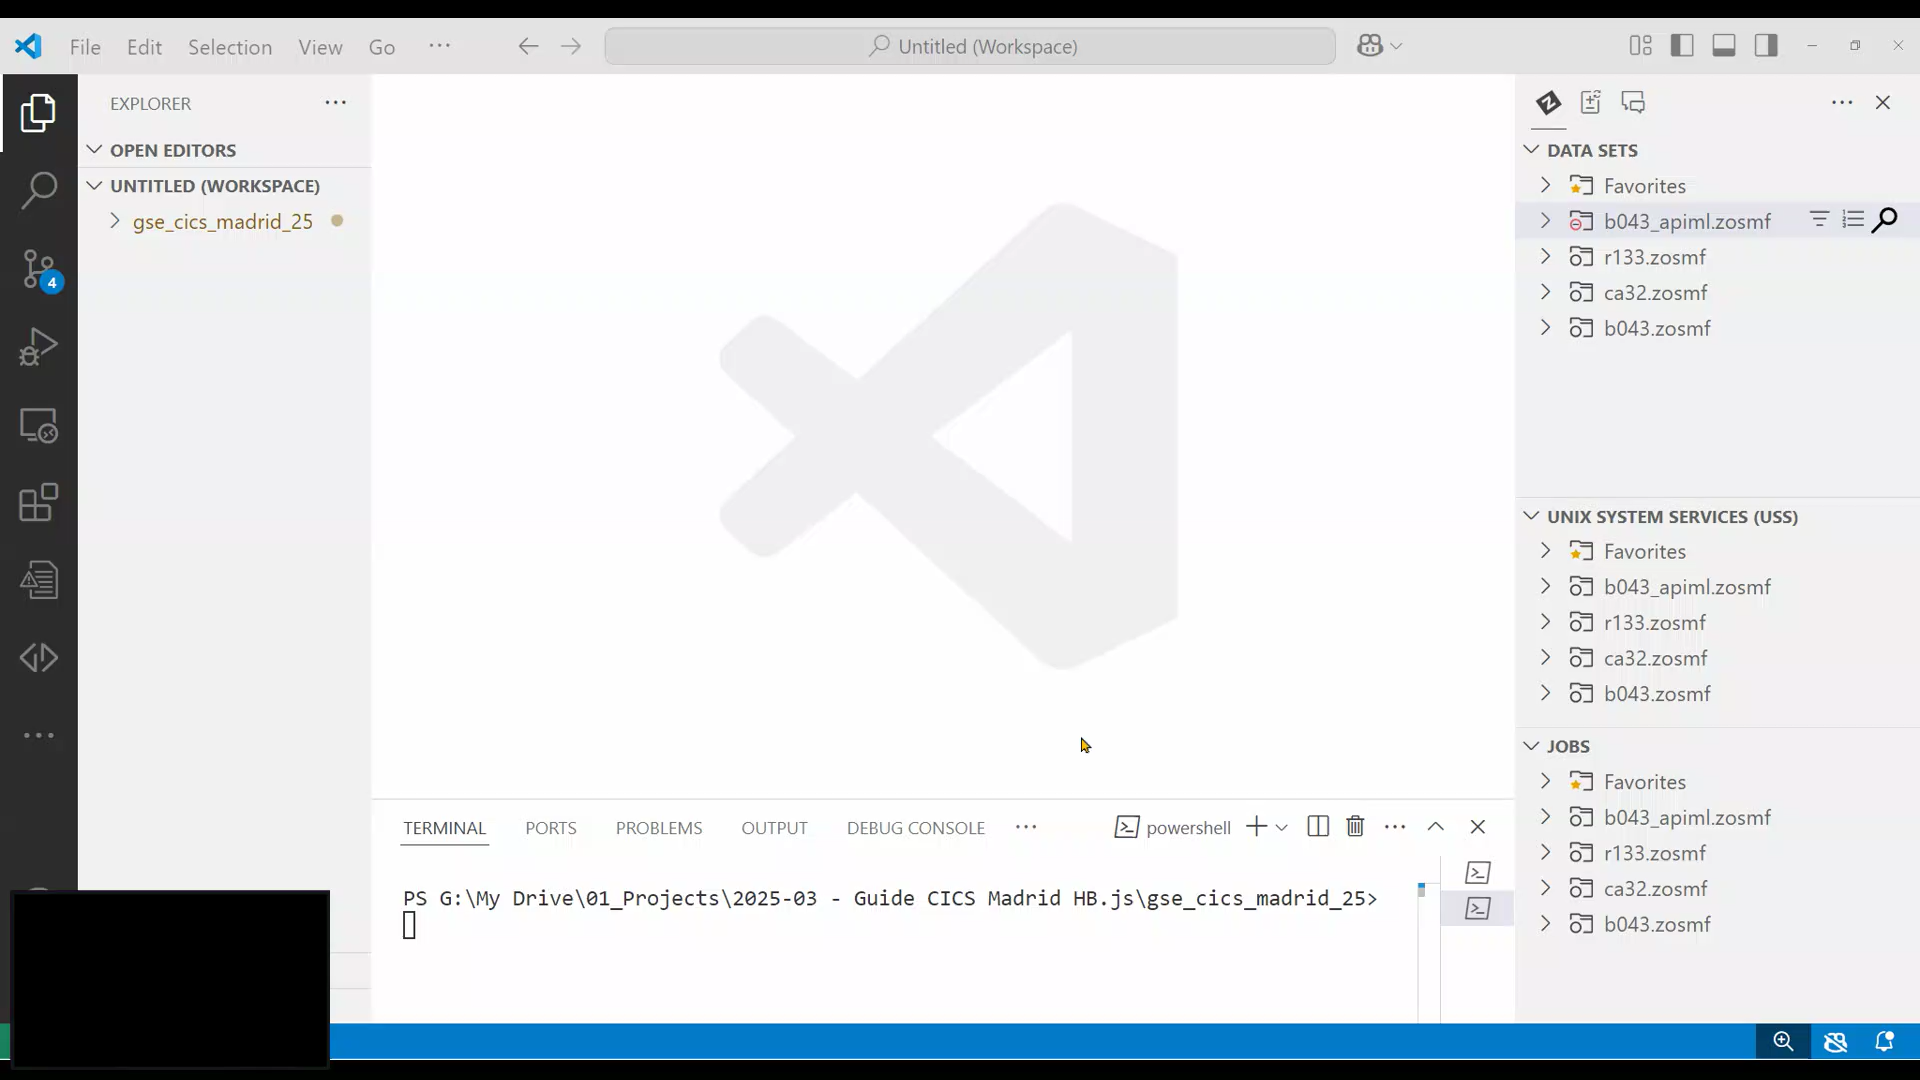 File Edit Selection View Go ··· Untitled (Workspace)
EXPLORER
OPEN EDITORS
UNTITLED (WORKSPACE)
gse_cics_madrid_25
4
DATA SETS
Favorites
b043_apiml.zosmf
r133.zosmf
ca32.zosmf
b043.zosmf
UNIX SYSTEM SERVICES (USS)
Favorites
b043_apiml.zosmf
r133.zosmf
ca32.zosmf
b043.zosmf
JOBS
Favorites
b043_apiml.zosmf
r133.zosmf
ca32.zosmf
b043.zosmf
TERMINAL PORTS PROBLEMS OUTPUT DEBUG CONSOLE ··· powershell
PS G:\My Drive\01_Projects\2025-03 - Guide CICS Madrid HB.js\gse_cics_madrid_25>